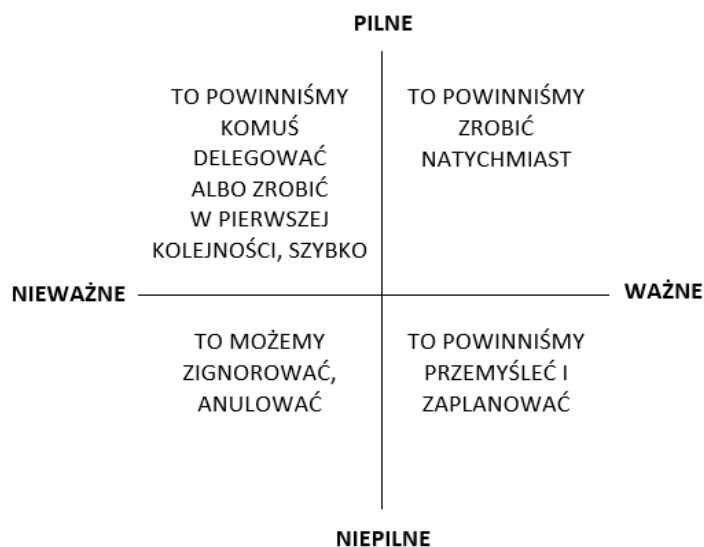 PILNE
TO POWINNIŚMY
KOMUŚ
DELEGOWAĆ
ALBO ZROBIĆ
W PIERWSZEJ
KOLEJNOŚCI, SZYBKO
TO POWINNIŚMY
ZROBIĆ
NATYCHMIAST
NIEWAŻNE
WAŻNE
TO MOŻEMY
ZIGNOROWAĆ,
ANULOWAĆ
TO POWINNIŚMY
PRZEMYŚLEĆ I
ZAPLANOWAĆ
NIEPILNE